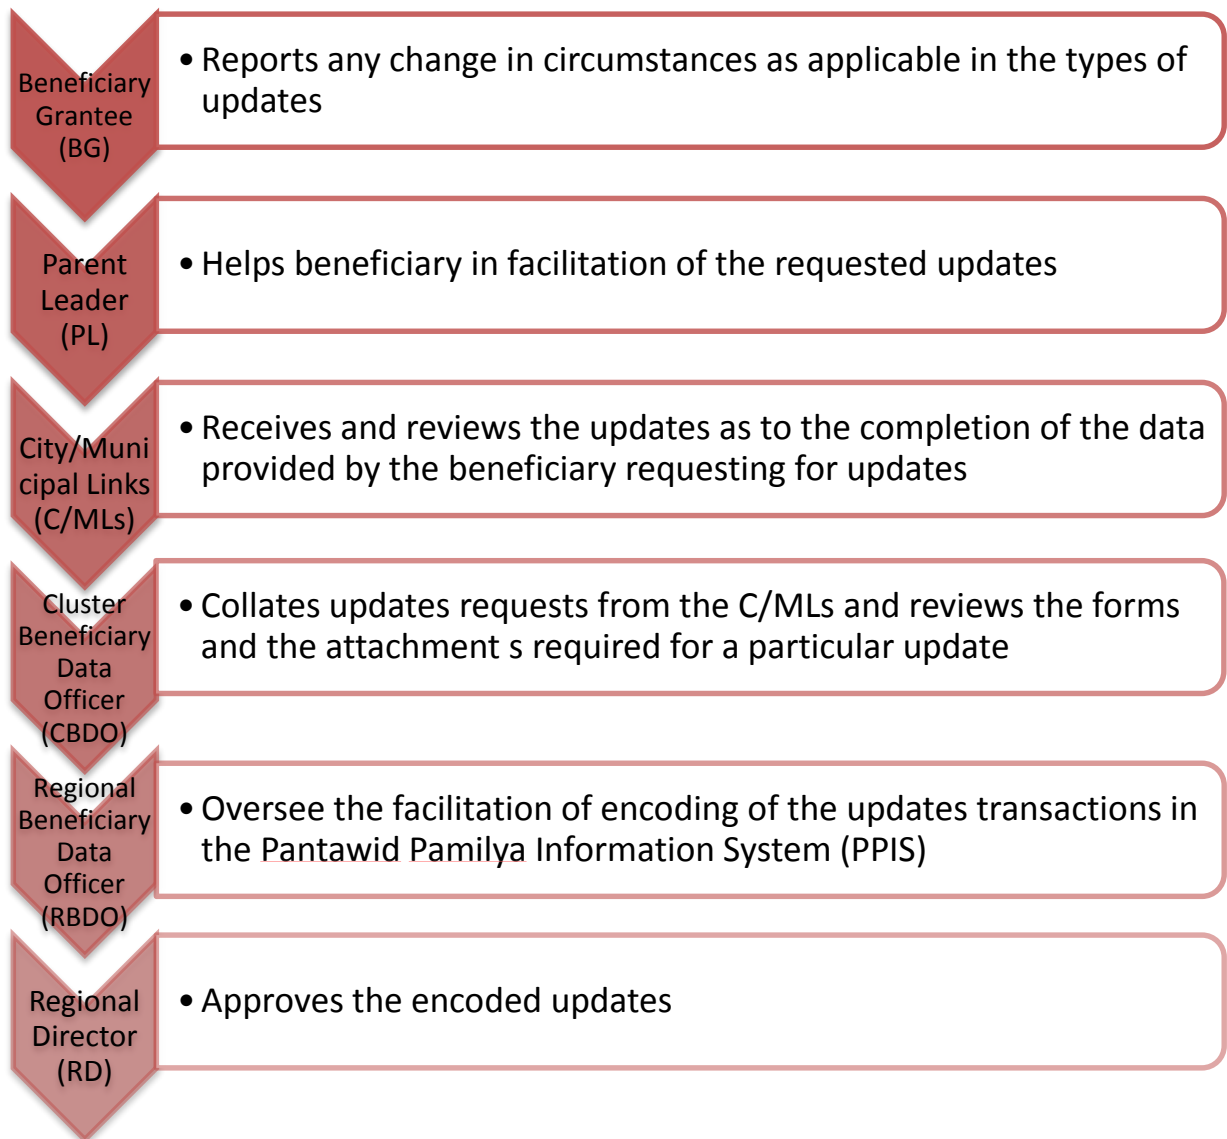 Beneficiary
Grantee
(BG)
• Reports any change in circumstances as applicable in the types of
updates
Parent
Leader
(PL)
• Helps beneficiary in facilitation of the requested updates
City/Muni
cipal Links
(C/MLs)
• Receives and reviews the updates as to the completion of the data
provided by the beneficiary requesting for updates
Cluster
Beneficiary
Data
Officer
(CBDO)
• Collates updates requests from the C/MLs and reviews the forms
and the attachment s required for a particular update
Regional
Beneficiary
Data
Officer
(RBDO)
• Oversee the facilitation of encoding of the updates transactions in
the Pantawid Pamilya Information System (PPIS)
Regional
Director
(RD)
• Approves the encoded updates